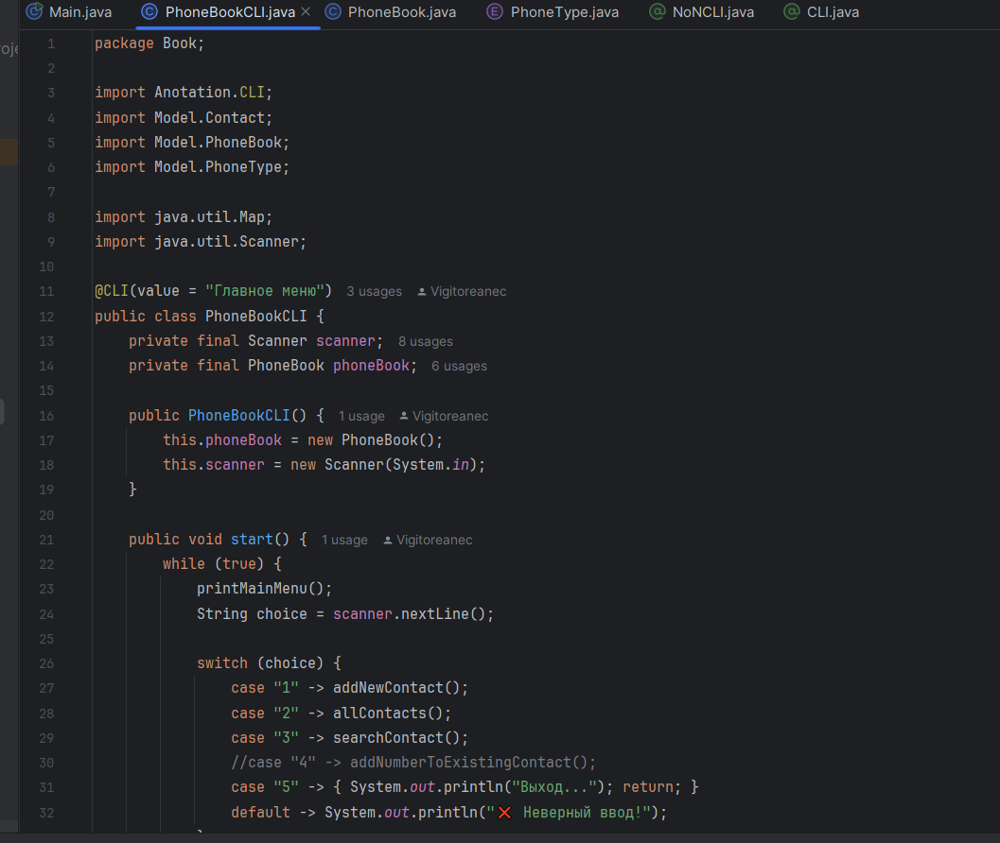 Main.java PhoneBookCLI.java PhoneBook.java PhoneType.java NoNCLI.java CLI.java
1 package Book;
2
3 import Anotation.CLI;
4 import Model.Contact;
5 import Model.PhoneBook;
6 import Model.PhoneType;
7
8 import java.util.Map;
9 import java.util.Scanner;
10
11 @CLI(value = "Главное меню") 3 usages Vigitoreanec
12 public class PhoneBookCLI {
13 private final Scanner scanner; 8 usages
14 private final PhoneBook phoneBook; 6 usages
15
16 public PhoneBookCLI() { 1 usage Vigitoreanec
17 this.phoneBook = new PhoneBook();
18 this.scanner = new Scanner(System.in);
19 }
20
21 public void start() { 1 usage Vigitoreanec
22 while (true) {
23 printMainMenu();
24 String choice = scanner.nextLine();
25
26 switch (choice) {
27 case "1" -> addNewContact();
28 case "2" -> allContacts();
29 case "3" -> searchContact();
30 //case "4" -> addNumberToExistingContact();
31 case "5" -> { System.out.println("Выход..."); return; }
32 default -> System.out.println("❌ Неверный ввод!");